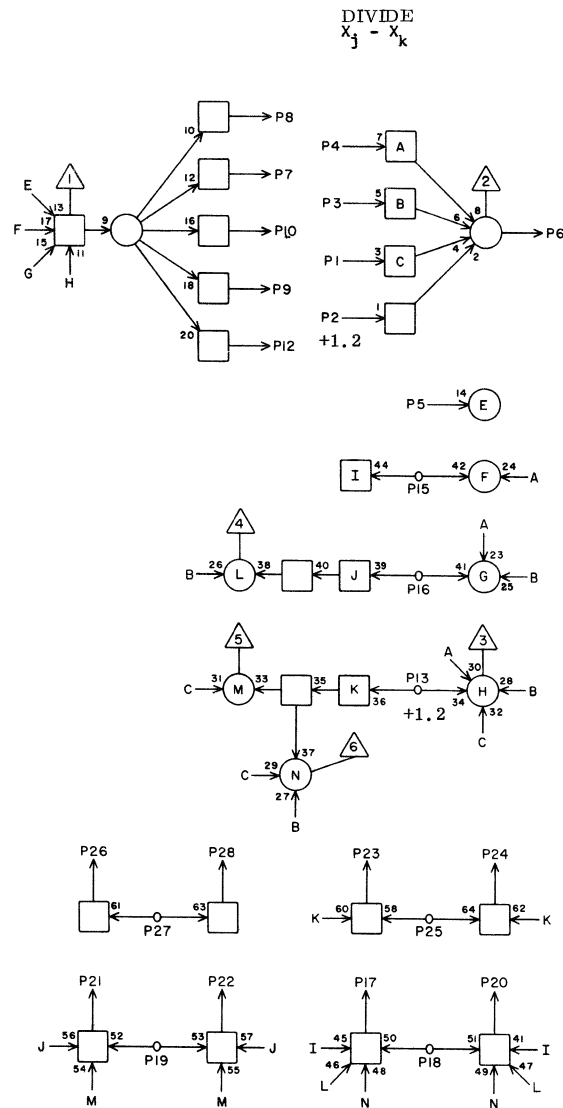 DIVIDE
Xj - Xk
10 P8
P4 7 A
1
12 P7
2
E 13
P3 5 B
8
F 17 9
16 P10
6
P6
15 11
P1 3 C
4 2
G
H
18 P9
1
P2
20 P12
+1.2
P5 14 E
I 44 P15 42 F 24 A
A
4
23
B 26 L 38 40 J 39 P16 41 G 25 B
5
3
A 30
C 31 M 33 35 K 36 P13 34 H 28 B
+1.2
32
C
37
6
C 29 N
27
B
P26 P28 P23 P24
61 P27 63 K 60 58 P25 64 62 K
P21 P22 P17 P20
J 56 52 P19 53 57 J I 45 50 P18 51 41 I
54 55 46 48 49 47
M M L N N L